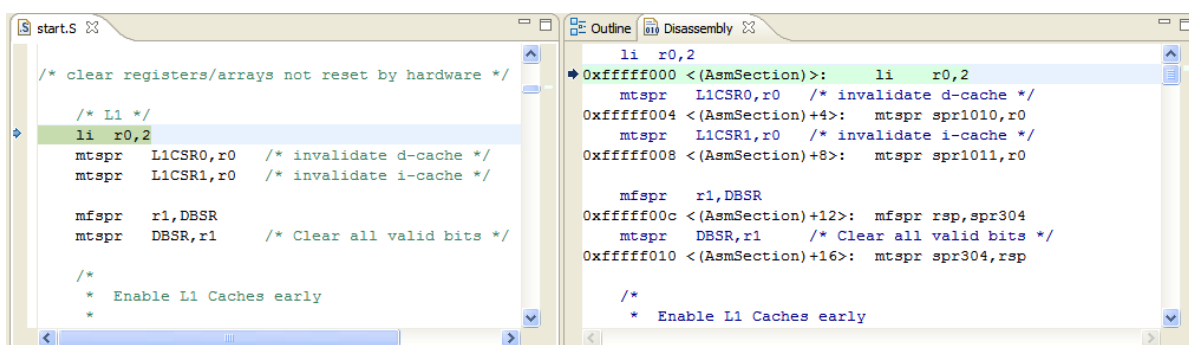 start.S
/* clear registers/arrays not reset by hardware */
/* L1 */
li r0,2
mtspr L1CSR0,r0 /* invalidate d-cache */
mtspr L1CSR1,r0 /* invalidate i-cache */
mfspr r1,DBSR
mtspr DBSR,r1 /* Clear all valid bits */
/*
* Enable L1 Caches early
*
Outline Disassembly
li r0,2
0xfffff000 <(AsmSection)>: li r0,2
mtspr L1CSR0,r0 /* invalidate d-cache */
0xfffff004 <(AsmSection)+4>: mtspr spr1010,r0
mtspr L1CSR1,r0 /* invalidate i-cache */
0xfffff008 <(AsmSection)+8>: mtspr spr1011,r0
mfspr r1,DBSR
0xfffff00c <(AsmSection)+12>: mfspr rsp,spr304
mtspr DBSR,r1 /* Clear all valid bits */
0xfffff010 <(AsmSection)+16>: mtspr spr304,rsp
/*
* Enable L1 Caches early